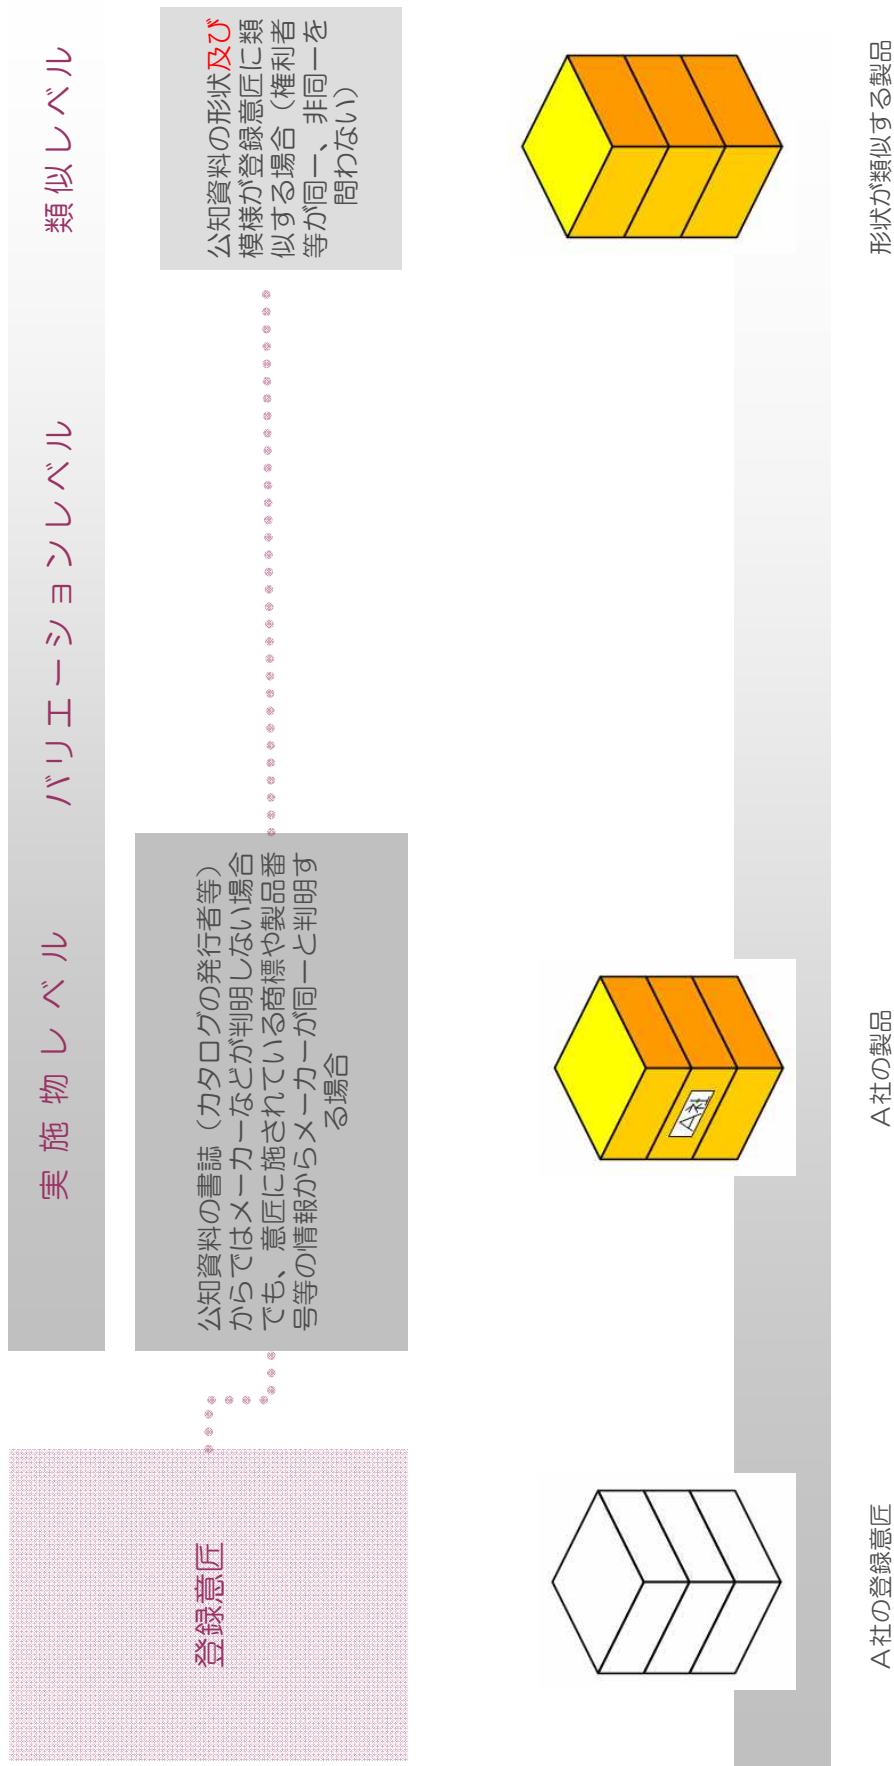 実施物レベル
バリエーションレベル
類似レベル
登録意匠
公知資料の書誌（カタログの発行者等）
からではメーカーなどが判明しない場合
でも、意匠に施されている商標や製品番
号等の情報からメーカーが同一と判明す
る場合
公知資料の形状及び
模様が登録意匠に類
似する場合（権利者
等が同一、非同一を
問わない）
A社
A社の登録意匠
A社の製品
形状が類似する製品